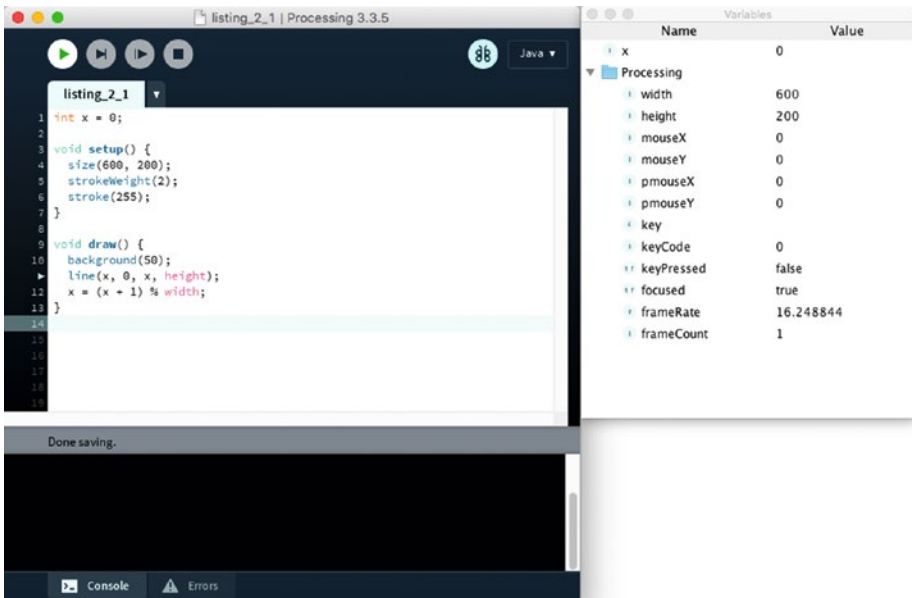 listing_2_1 | Processing 3.3.5
Java ▼
listing_2_1 ▼
1 int x = 0;
2
3 void setup() {
4 size(600, 200);
5 strokeWeight(2);
6 stroke(255);
7 }
8
9 void draw() {
10 background(50);
line(x, 0, x, height);
12 x = (x + 1) % width;
13 }
14
15
16
17
18
19
Done saving.
Console
Errors
Variables
Name Value
x 0
Processing
width 600
height 200
mouseX 0
mouseY 0
pmouseX 0
pmouseY 0
key
keyCode 0
keyPressed false
focused true
frameRate 16.248844
frameCount 1